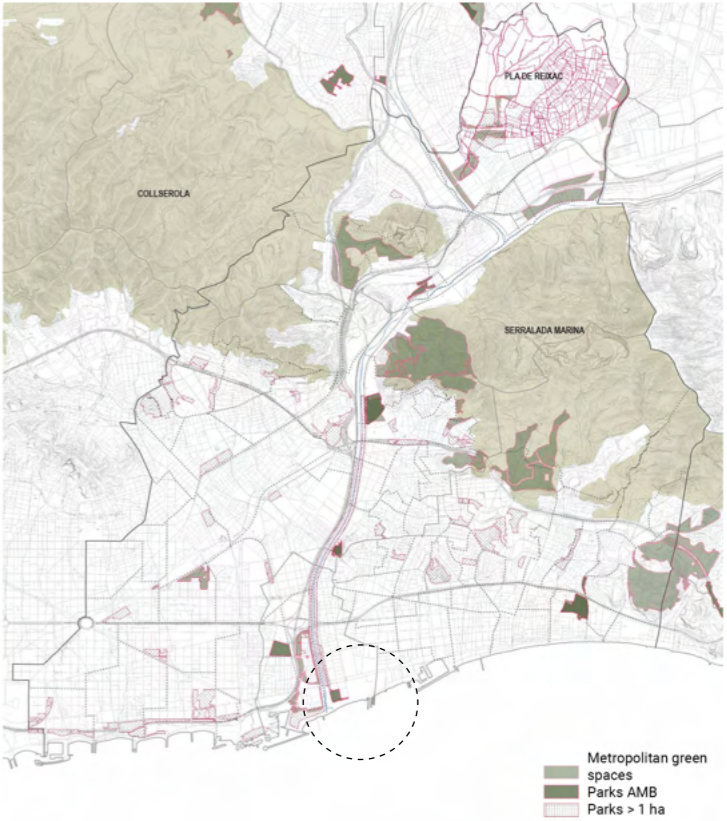 PLA DE REIXAC
COLLSEROLA
SERRALADA MARINA
Metropolitan green
spaces
Parks AMB
Parks > 1 ha